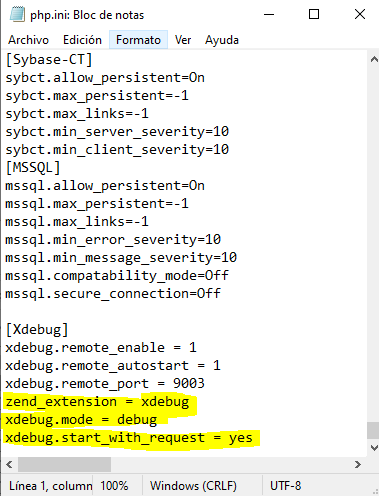 php.ini: Bloc de notas
Archivo Edición Formato Ver Ayuda
[Sybase-CT]
sybct.allow_persistent=On
sybct.max_persistent=-1
sybct.max_links=-1
sybct.min_server_severity=10
sybct.min_client_severity=10
[MSSQL]
mssql.allow_persistent=On
mssql.max_persistent=-1
mssql.max_links=-1
mssql.min_error_severity=10
mssql.min_message_severity=10
mssql.compatability_mode=Off
mssql.secure_connection=Off
[Xdebug]
xdebug.remote_enable = 1
xdebug.remote_autostart = 1
xdebug.remote_port = 9003
zend_extension = xdebug
xdebug.mode = debug
xdebug.start_with_request = yes
Línea 1, column 100% Windows (CRLF) UTF-8